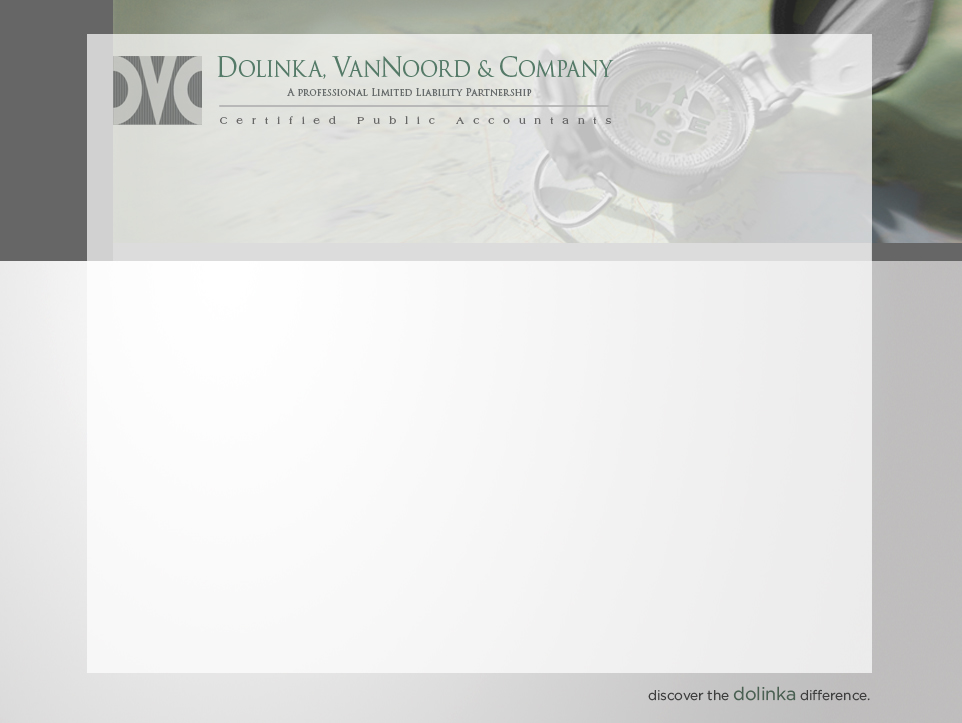 DVC
DOLINKA, VANNOORD & COMPANY
A PROFESSIONAL LIMITED LIABILITY PARTNERSHIP
Certified Public Accountants
W E
S
discover the dolinka difference.